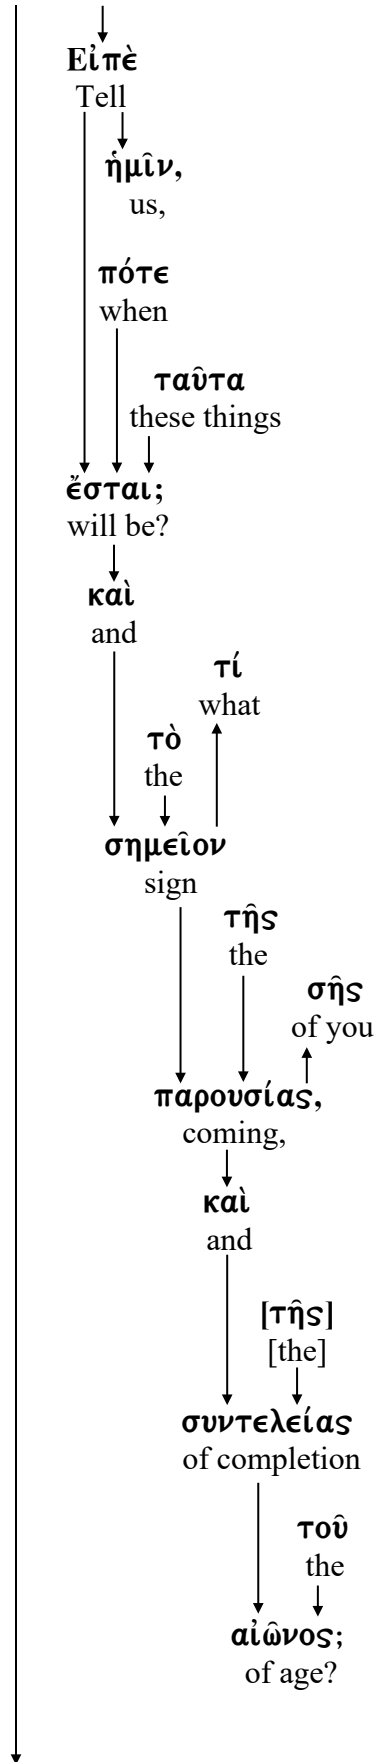 Εἰπὲ
Tell
ἡμῖν,
us,
πότε
when
ταῦτα
these things
ἔσται;
will be?
καὶ
and
τί
what
τὸ
the
σημεῖον
sign
τῆς
the
σῆς
of you
παρουσίας,
coming,
καὶ
and
[τῆς]
[the]
συντελείας
of completion
τοῦ
the
αἰῶνος;
of age?